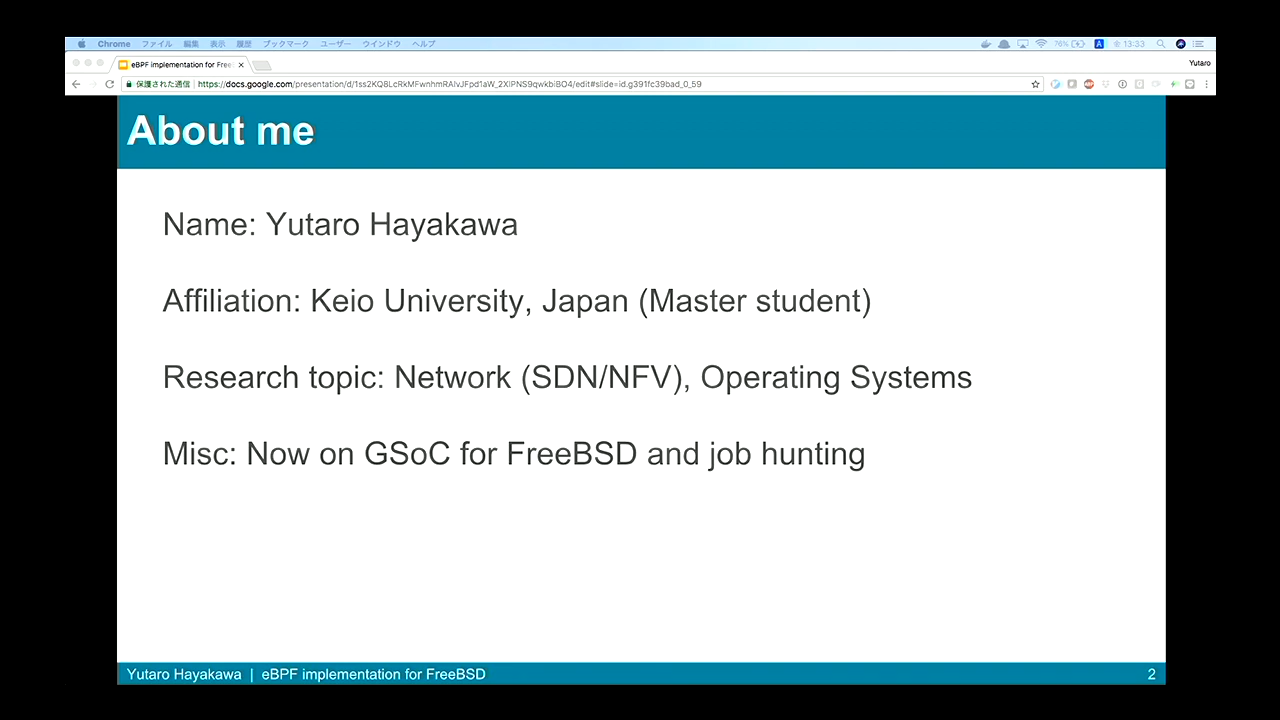 Chrome ファイル 編集 表示 履歴 ブックマーク ユーザー ウインドウ ヘルプ 76% A 13:33
eBPF implementation for Free
Yutaro
保護された通信 | https://docs.google.com/presentation/d/1ss2KQ8LcRkMFwnhmRAlvJFpd1aW_2XlPNS9qwkbiBO4/edit#slide=id.g391fc39bad_0_59
About me
Name: Yutaro Hayakawa
Affiliation: Keio University, Japan (Master student)
Research topic: Network (SDN/NFV), Operating Systems
Misc: Now on GSoC for FreeBSD and job hunting
Yutaro Hayakawa | eBPF implementation for FreeBSD 2